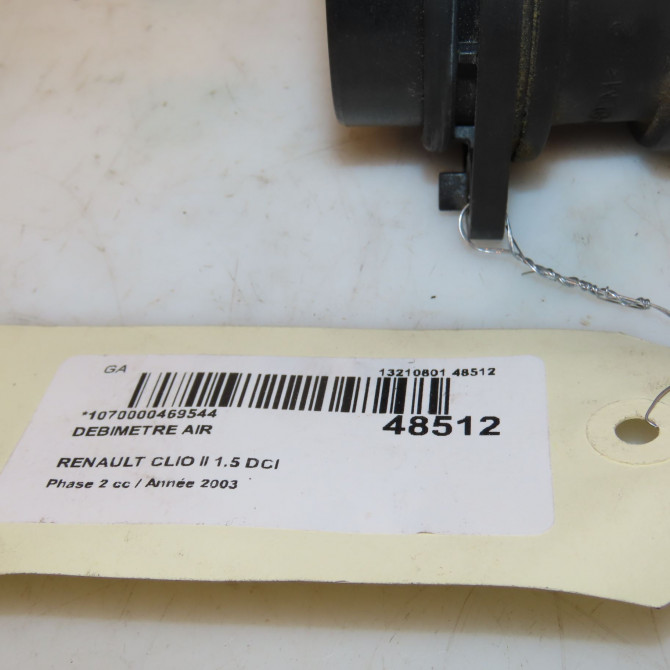 GA
13210801 48512
*1070000469544
48512
DEBIMETRE AIR
RENAULT CLIO II 1.5 DCI
Phase 2 cc / Année 2003